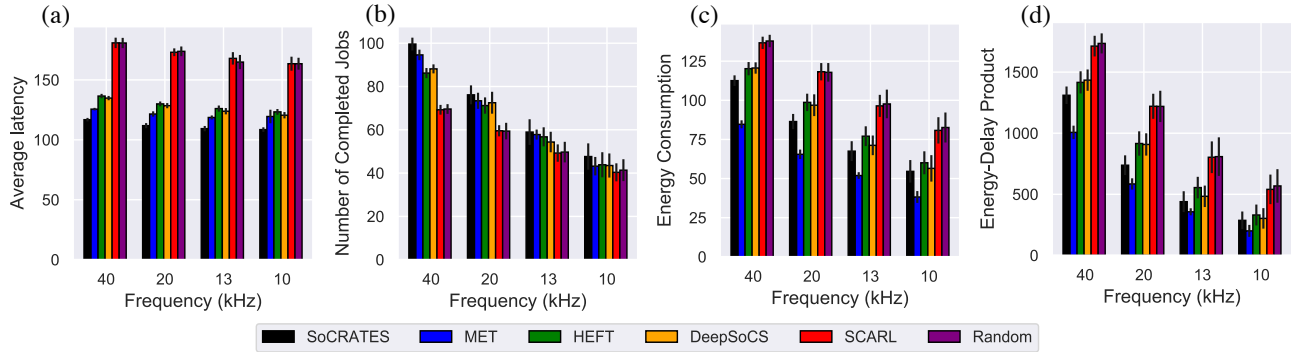 (a)
Average latency
150
100
50
0
40 20 13 10
Frequency (kHz)
(b)
Number of Completed Jobs
100
80
60
40
20
0
40 20 13 10
Frequency (kHz)
(c)
Energy Consumption
125
100
75
50
25
0
40 20 13 10
Frequency (kHz)
(d)
Energy-Delay Product
1500
1000
500
0
40 20 13 10
Frequency (kHz)
SoCRATES MET HEFT DeepSoCS SCARL Random